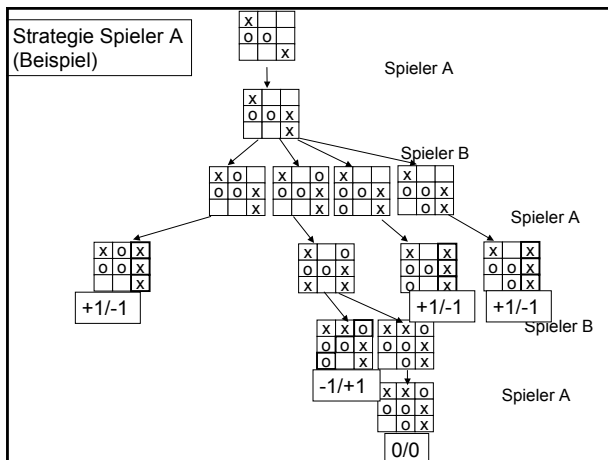 Strategie Spieler A
(Beispiel)
x
o o
x
Spieler A
x
o o x
x
Spieler B
x o
o o x
x
x o
o o x
x
x
o o x
o x
x
o o x
o x
Spieler A
x o x
o o x
x
+1/-1
x o
o o x
x x
x x
o o x
o x
+1/-1
x x
o o x
o x
+1/-1
Spieler B
x x o
o o x
o x
-1/+1
x x o
o o x
o x
Spieler A
x x o
o o x
o x
0/0